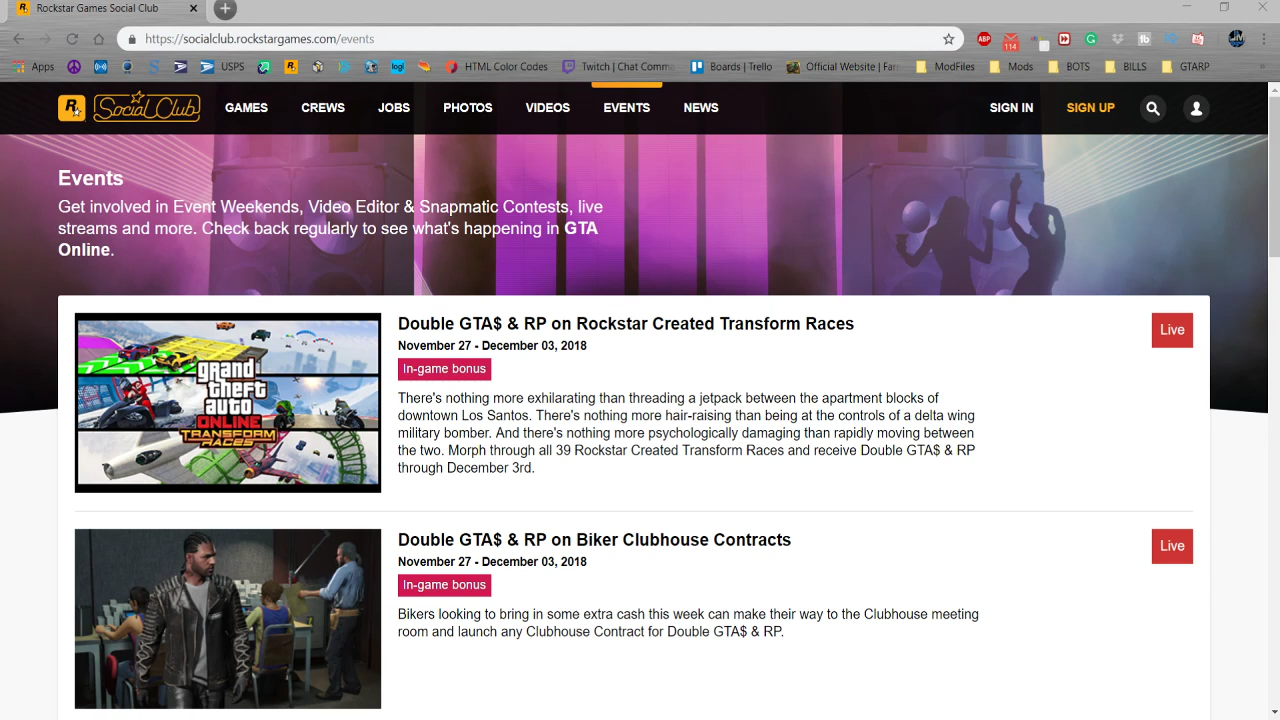 Rockstar Games Social Club
https://socialclub.rockstargames.com/events
ABP
114
Apps
USPS
logi
HTML Color Codes
Twitch | Chat Comm
Boards | Trello
Official Website | Far
ModFiles
Mods
BOTS
BILLS
GTARP
Social Club
GAMES
CREWS
JOBS
PHOTOS
VIDEOS
EVENTS
NEWS
SIGN IN
SIGN UP
Events
Get involved in Event Weekends, Video Editor & Snapmatic Contests, live
streams and more. Check back regularly to see what's happening in GTA
Online.
grand
theft
auto
ONLINE
TRANSFORM
RACES
Double GTA$ & RP on Rockstar Created Transform Races
Live
November 27 - December 03, 2018
In-game bonus
There's nothing more exhilarating than threading a jetpack between the apartment blocks of
downtown Los Santos. There's nothing more hair-raising than being at the controls of a delta-wing
military bomber. And there's nothing more psychologically damaging than rapidly moving between
the two. Morph through all 39 Rockstar Created Transform Races and receive Double GTA$ & RP
through December 3rd.
Double GTA$ & RP on Biker Clubhouse Contracts
Live
November 27 - December 03, 2018
In-game bonus
Bikers looking to bring in some extra cash this week can make their way to the Clubhouse meeting
room and launch any Clubhouse Contract for Double GTA$ & RP.